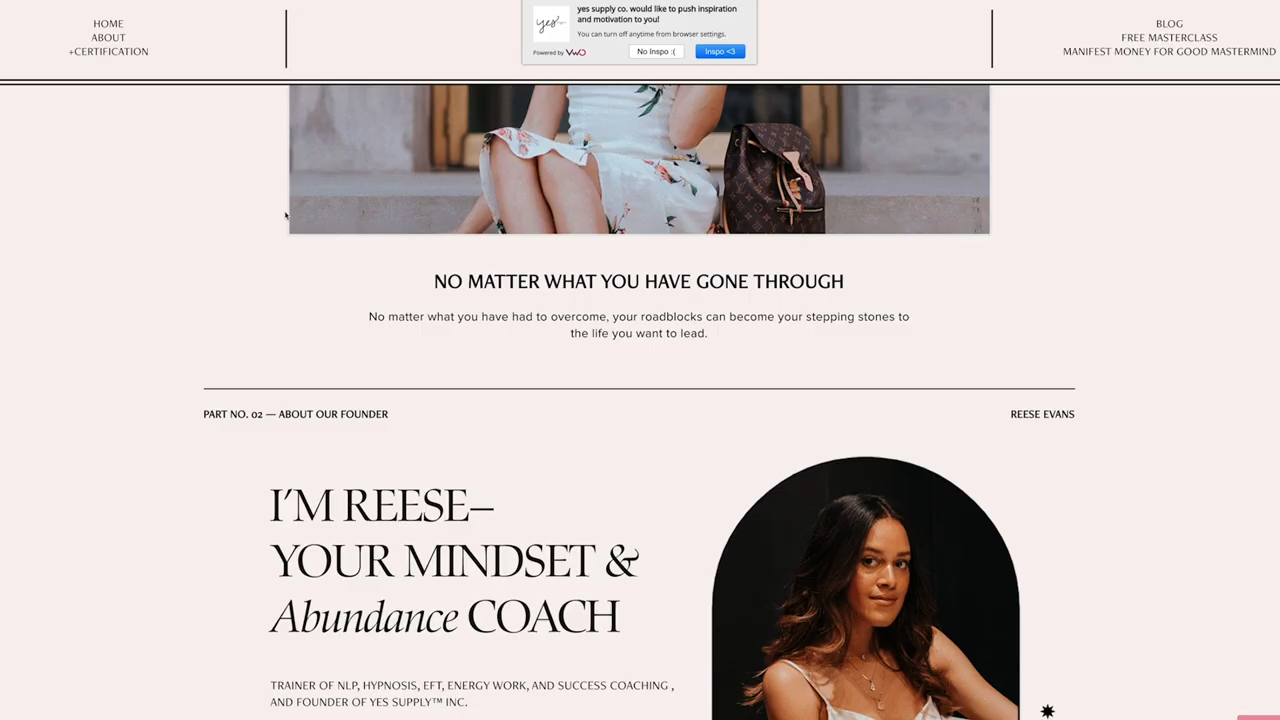 HOME
ABOUT
+CERTIFICATION
yes
yes supply co. would like to push inspiration
and motivation to you!
You can turn off anytime from browser settings.
Powered by VWO
No Inspo :(
Inspo <3
BLOG
FREE MASTERCLASS
MANIFEST MONEY FOR GOOD MASTERMIND
NO MATTER WHAT YOU HAVE GONE THROUGH
No matter what you have had to overcome, your roadblocks can become your stepping stones to
the life you want to lead.
PART NO. 02 — ABOUT OUR FOUNDER
REESE EVANS
I'M REESE–
YOUR MINDSET &
Abundance COACH
TRAINER OF NLP, HYPNOSIS, EFT, ENERGY WORK, AND SUCCESS COACHING ,
AND FOUNDER OF YES SUPPLY™ INC.